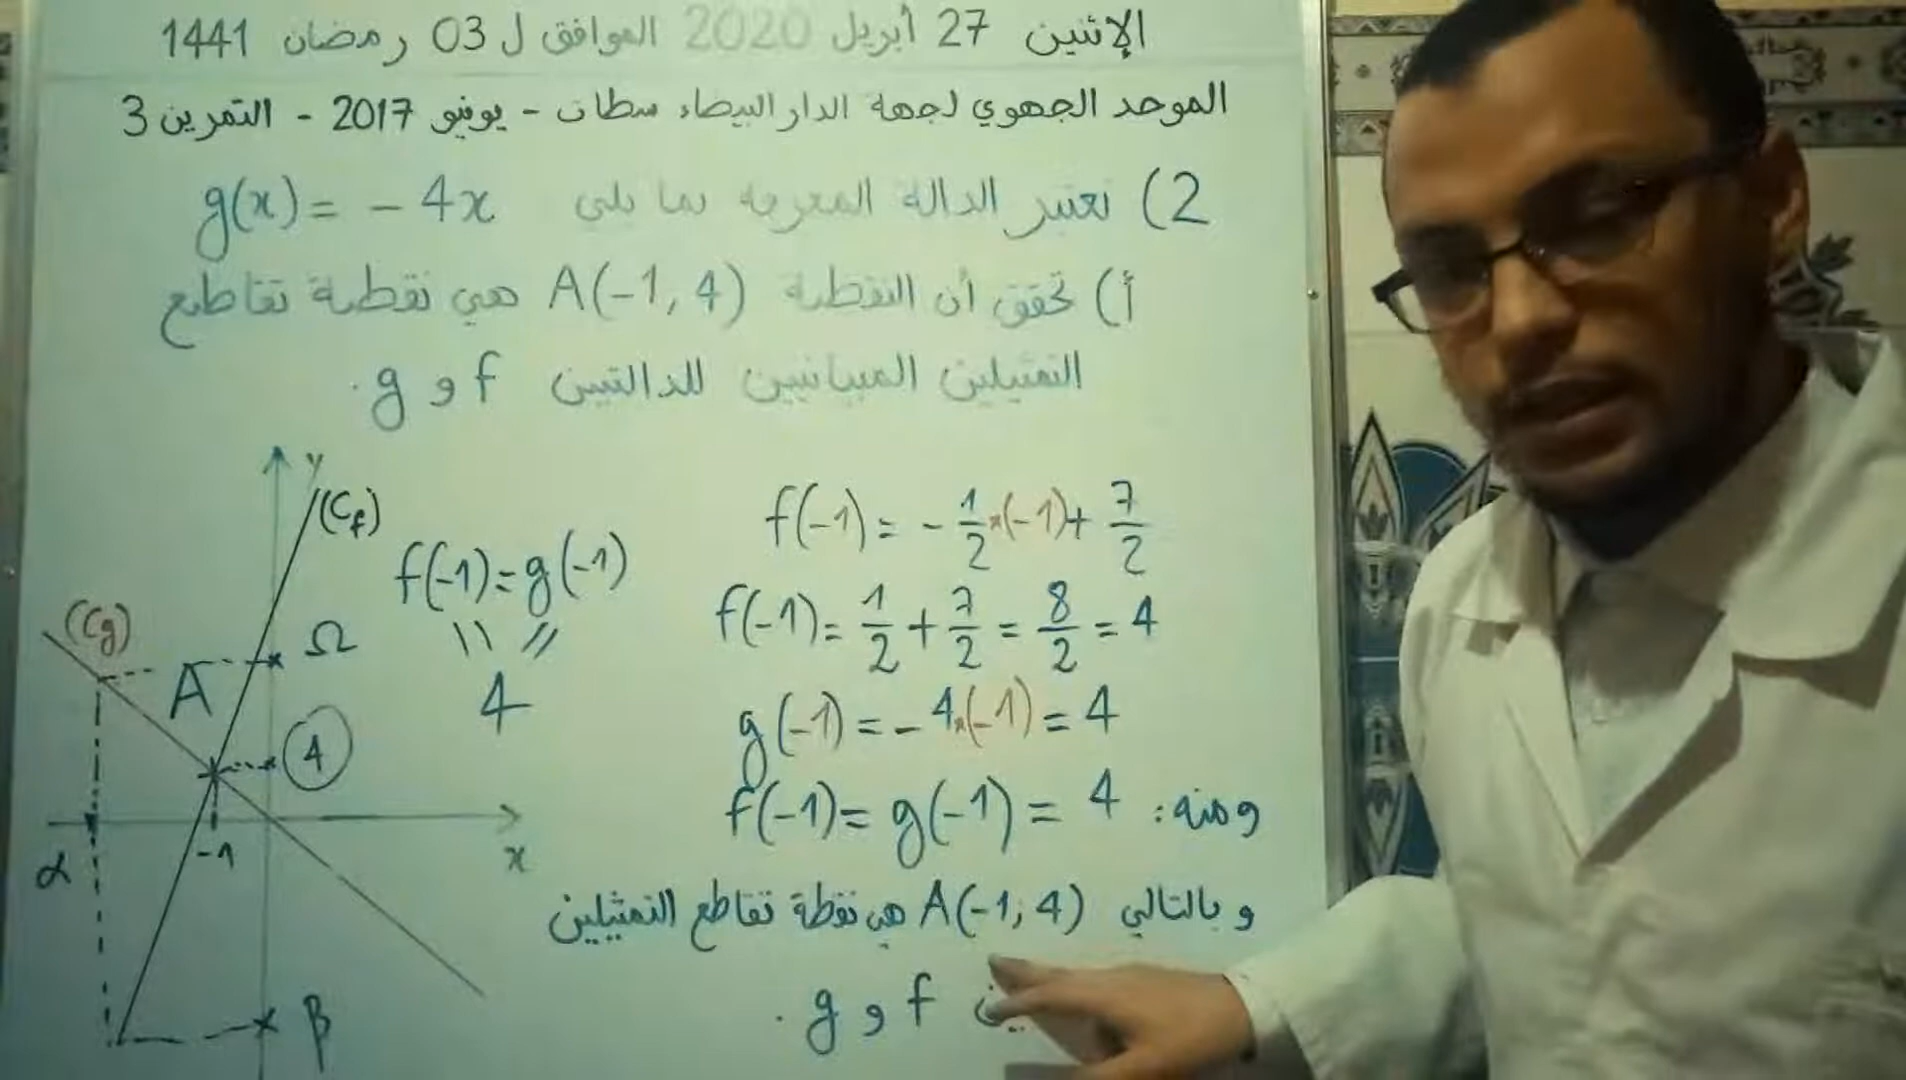 الإثنين 27 أبريل 2020 الموافق ل 03 رمضان 1441
الموحد الجهوي لجهة الدار البيضاء سطات - يونيو 2017 - التمرين 3
2) نعتبر الدالة المعرفة بما يلي g(x) = - 4x
أ) تحقق أن النقطة A(-1, 4) هي نقطة تقاطع
التمثيلين المبيانيين للدالتين f و g.
f(-1) = - 1/2 × (-1) + 7/2
f(-1) = 1/2 + 7/2 = 8/2 = 4
g(-1) = - 4×(-1) = 4
ومنه: f(-1) = g(-1) = 4
وبالتالي A(-1; 4) هي نقطة تقاطع التمثيلين
f و g.
y
(Cf)
f(-1) = g(-1)
4
(Cg)
Ω
A
4
-1
x
α
β